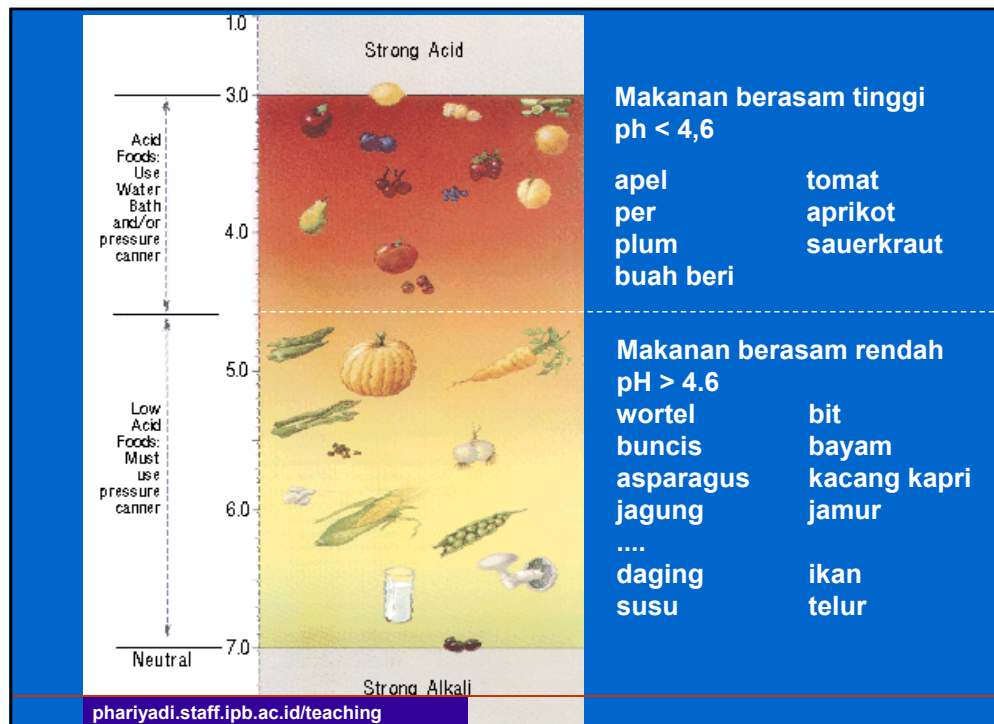 1.0
Strong Acid
3.0
Acid
Foods:
Use
Water
Bath
and/or
pressure
canner
4.0
5.0
Low
Acid
Foods:
Must
use
pressure
canner
6.0
7.0
Neutral
Strong Alkali
Makanan berasam tinggi
ph < 4,6
apel tomat
per aprikot
plum sauerkraut
buah beri
Makanan berasam rendah
pH > 4.6
wortel bit
buncis bayam
asparagus kacang kapri
jagung jamur
....
daging ikan
susu telur
phariyadi.staff.ipb.ac.id/teaching